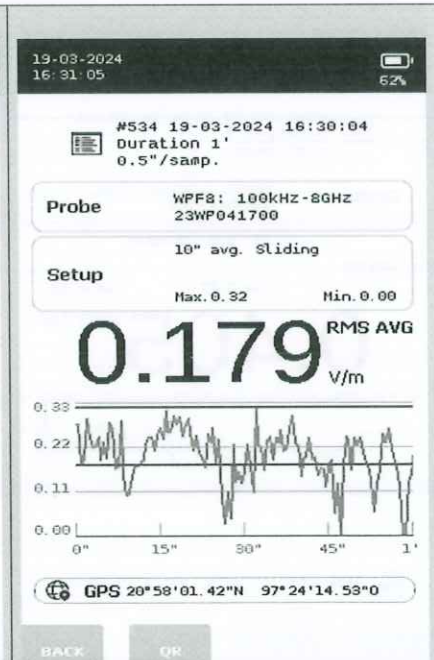 19-03-2024
16:31:05
62%
#534 19-03-2024 16:30:04
Duration 1'
0.5"/samp.
Probe
WPF8: 100kHz-8GHz
23WP041700
Setup
10" avg. Sliding
Max.0.32 Min.0.00
0.179 RMS AVG
V/m
0.33
0.22
0.11
0.00
0" 15" 30" 45" 1'
GPS 20°58'01.42"N 97°24'14.53"O
BACK QR